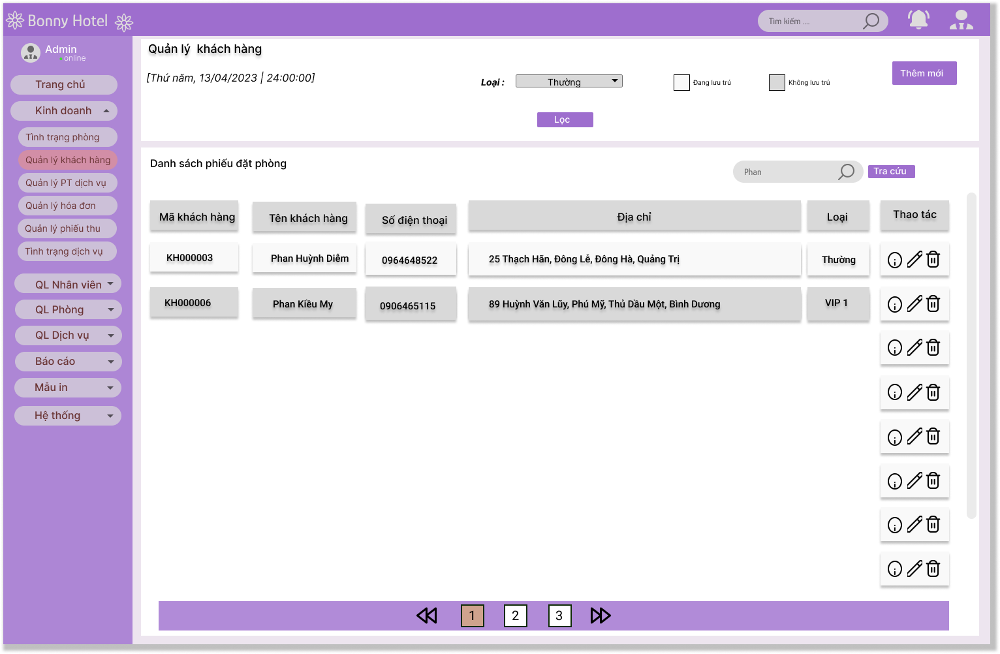 Bonny Hotel
Tìm kiếm ....
Admin
online
Trang chủ
Kinh doanh
Tình trạng phòng
Quản lý khách hàng
Quản lý PT dịch vụ
Quản lý hóa đơn
Quản lý phiếu thu
Tình trạng dịch vụ
QL Nhân viên
QL Phòng
QL Dịch vụ
Báo cáo
Mẫu in
Hệ thống
Quản lý khách hàng
[Thứ năm, 13/04/2023 | 24:00:00]
Loại : Thường
Đang lưu trú
Không lưu trú
Thêm mới
Lọc
Danh sách phiếu đặt phòng
Phan
Tra cứu
Mã khách hàng Tên khách hàng Số điện thoại Địa chỉ Loại Thao tác
KH000003 Phan Huỳnh Diễm 0964648522 25 Thạch Hãn, Đông Lễ, Đông Hà, Quảng Trị Thường
KH000006 Phan Kiều My 0906465115 89 Huỳnh Văn Lũy, Phú Mỹ, Thủ Dầu Một, Bình Dương VIP 1
1 2 3